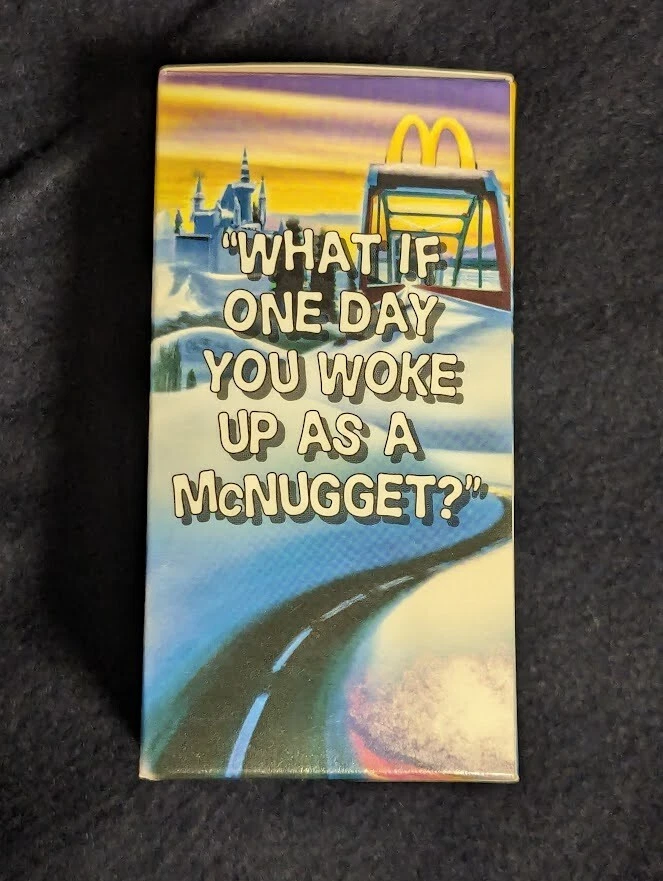 “WHAT IF
ONE DAY
YOU WOKE
UP AS A
McNUGGET?”